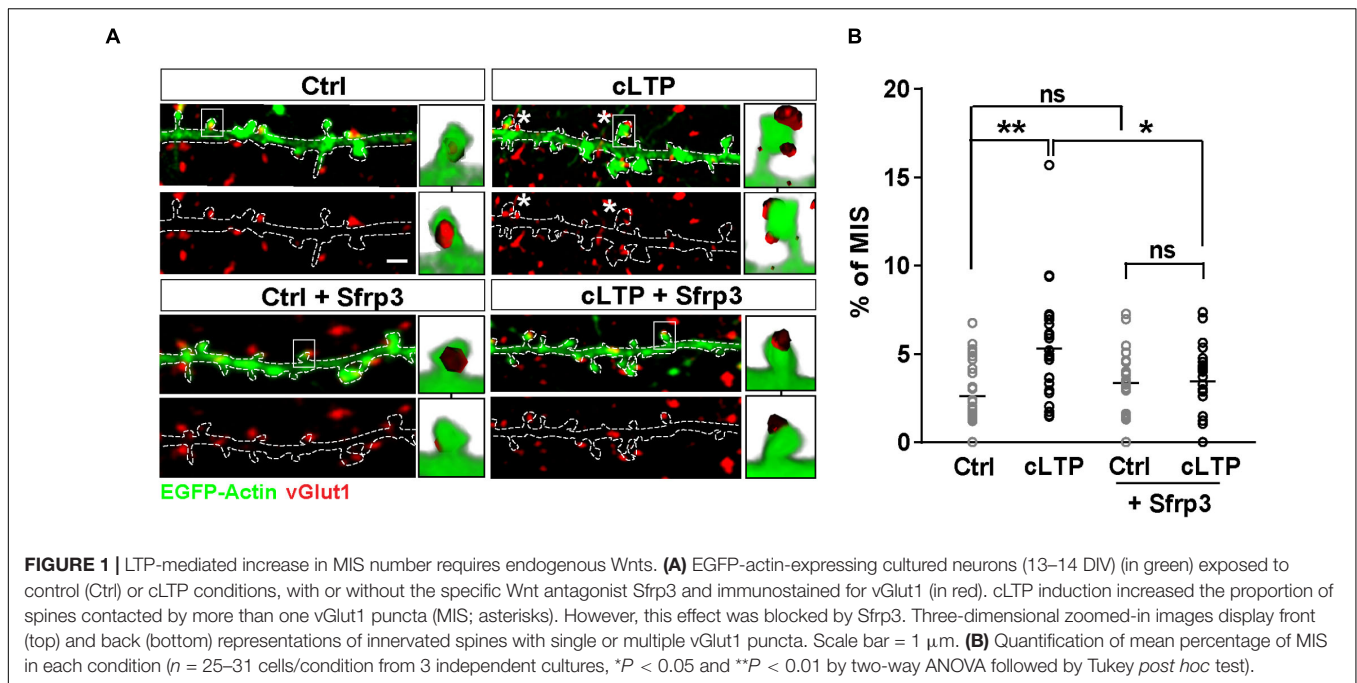 A
B
Ctrl
cLTP
*
*
*
*
Ctrl + Sfrp3
cLTP + Sfrp3
EGFP-Actin vGlut1
% of MIS
20
15
10
5
0
ns
**
*
ns
Ctrl
cLTP
Ctrl
cLTP
+ Sfrp3
FIGURE 1 | LTP-mediated increase in MIS number requires endogenous Wnts. (A) EGFP-actin-expressing cultured neurons (13–14 DIV) (in green) exposed to
control (Ctrl) or cLTP conditions, with or without the specific Wnt antagonist Sfrp3 and immunostained for vGlut1 (in red). cLTP induction increased the proportion of
spines contacted by more than one vGlut1 puncta (MIS; asterisks). However, this effect was blocked by Sfrp3. Three-dimensional zoomed-in images display front
(top) and back (bottom) representations of innervated spines with single or multiple vGlut1 puncta. Scale bar = 1 μm. (B) Quantification of mean percentage of MIS
in each condition (n = 25–31 cells/condition from 3 independent cultures, *P < 0.05 and **P < 0.01 by two-way ANOVA followed by Tukey post hoc test).